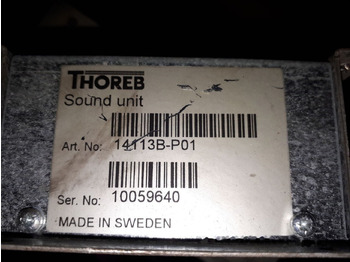 THOREB
Sound unit
Art. No: 14113B-P01
Ser. No: 10059640
MADE IN SWEDEN